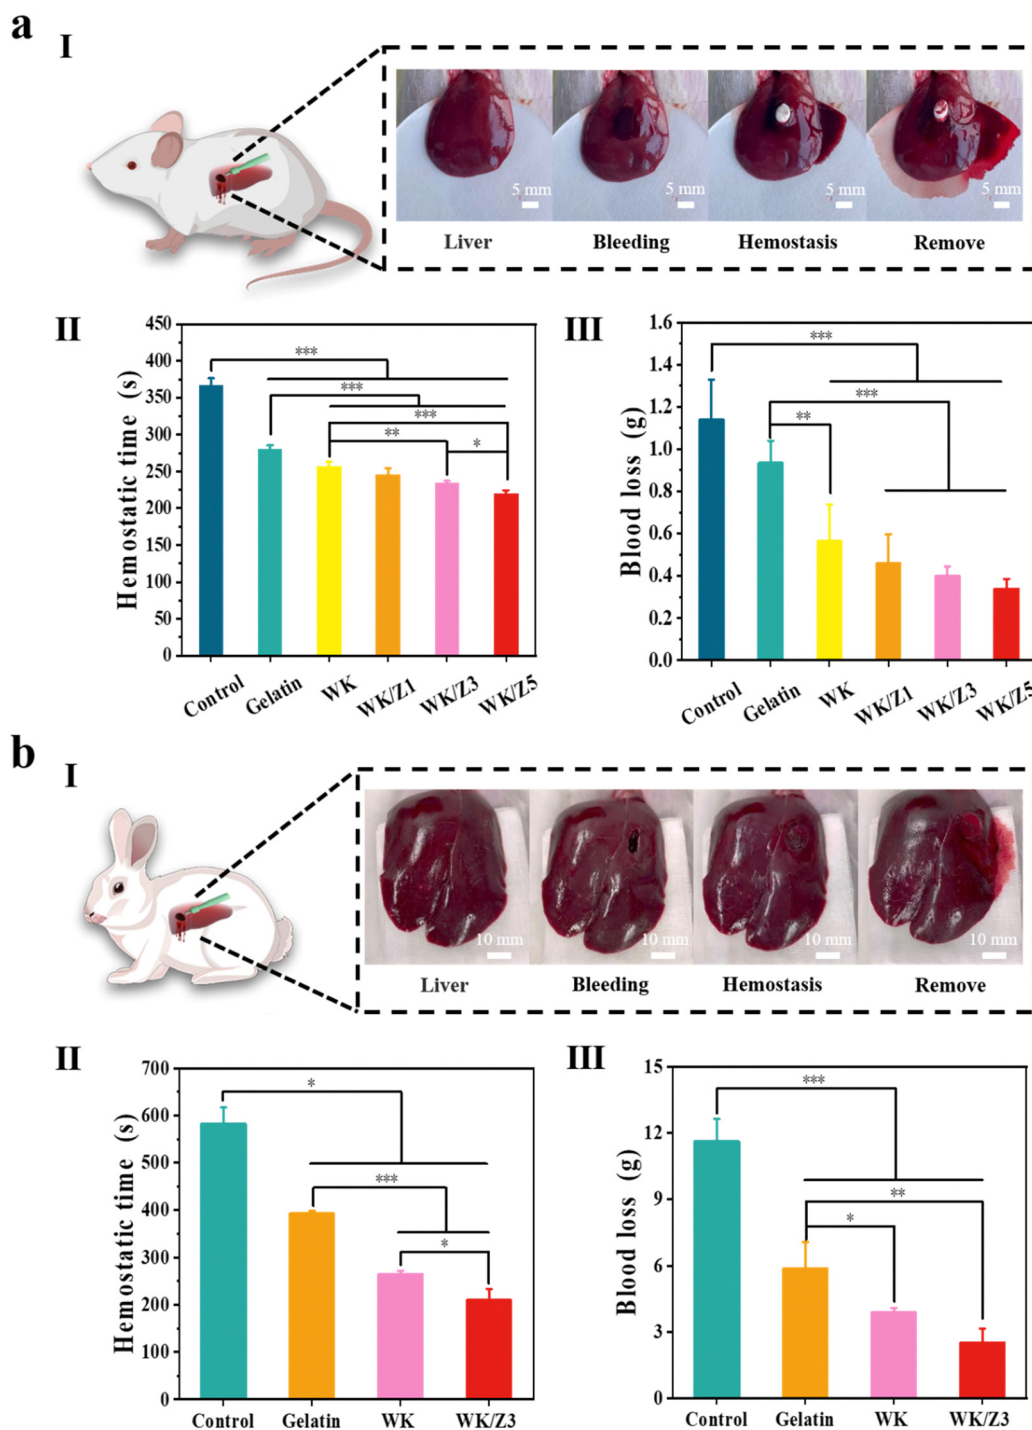 a
I
5 mm
5 mm
5 mm
5 mm
Liver
Bleeding
Hemostasis
Remove
II
Hemostatic time (s)
450
400
350
300
250
200
150
100
50
0
***
***
***
**
*
Control
Gelatin
WK
WK/Z1
WK/Z3
WK/Z5
III
Blood loss (g)
1.6
1.4
1.2
1.0
0.8
0.6
0.4
0.2
0.0
***
***
**
Control
Gelatin
WK
WK/Z1
WK/Z3
WK/Z5
b
I
10 mm
10 mm
10 mm
10 mm
Liver
Bleeding
Hemostasis
Remove
II
Hemostatic time (s)
700
600
500
400
300
200
100
0
*
***
*
Control
Gelatin
WK
WK/Z3
III
Blood loss (g)
15
12
9
6
3
0
***
**
*
Control
Gelatin
WK
WK/Z3